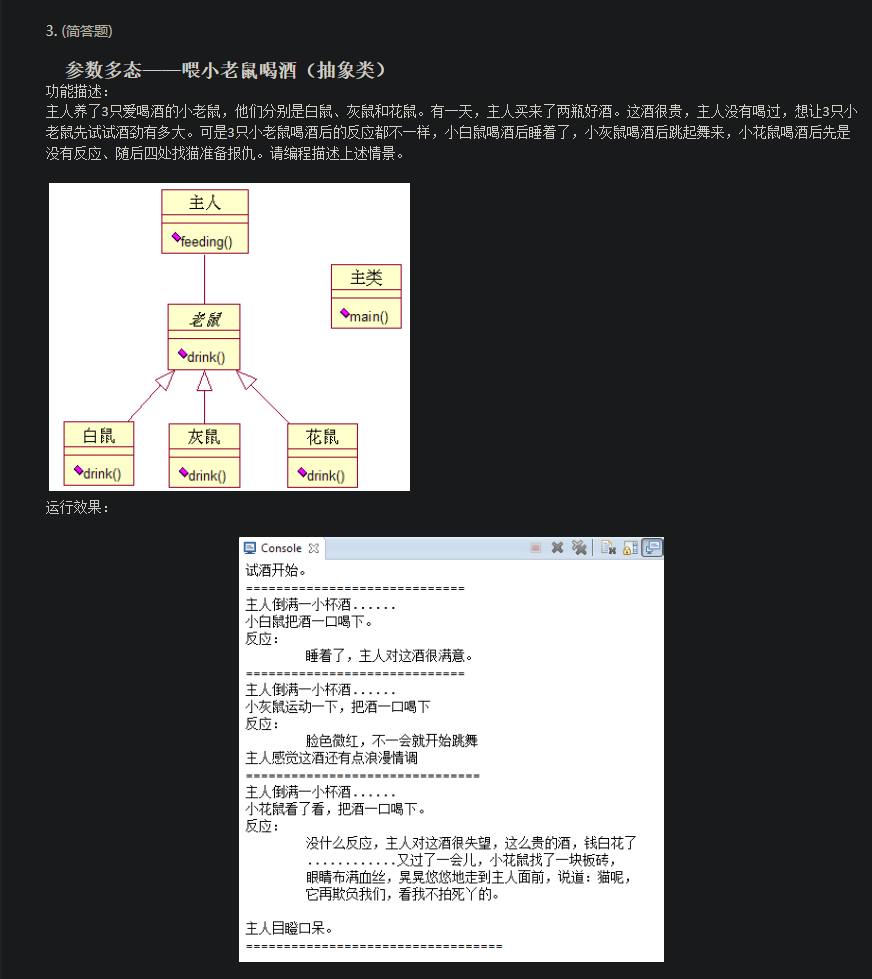 3. (简答题)
参数多态——喂小老鼠喝酒（抽象类）
功能描述：
主人养了3只爱喝酒的小老鼠，他们分别是白鼠、灰鼠和花鼠。有一天，主人买来了两瓶好酒。这酒很贵，主人没有喝过，想让3只小
老鼠先试试酒劲有多大。可是3只小老鼠喝酒后的反应都不一样，小白鼠喝酒后睡着了，小灰鼠喝酒后跳起舞来，小花鼠喝酒后先是
没有反应、随后四处找猫准备报仇。请编程描述上述情景。
主人
feeding()
主类
main()
老鼠
drink()
白鼠
drink()
灰鼠
drink()
花鼠
drink()
运行效果：
Console
试酒开始。
=============================
主人倒满一小杯酒......
小白鼠把酒一口喝下。
反应：
睡着了，主人对这酒很满意。
=============================
主人倒满一小杯酒......
小灰鼠运动一下，把酒一口喝下
反应：
脸色微红，不一会就开始跳舞
主人感觉这酒还有点浪漫情调
===============================
主人倒满一小杯酒......
小花鼠看了看，把酒一口喝下。
反应：
没什么反应，主人对这酒很失望，这么贵的酒，钱白花了
............又过了一会儿，小花鼠找了一块板砖，
眼睛布满血丝，晃晃悠悠地走到主人面前，说道：猫呢，
它再欺负我们，看我不拍死丫的。
主人目瞪口呆。
==================================